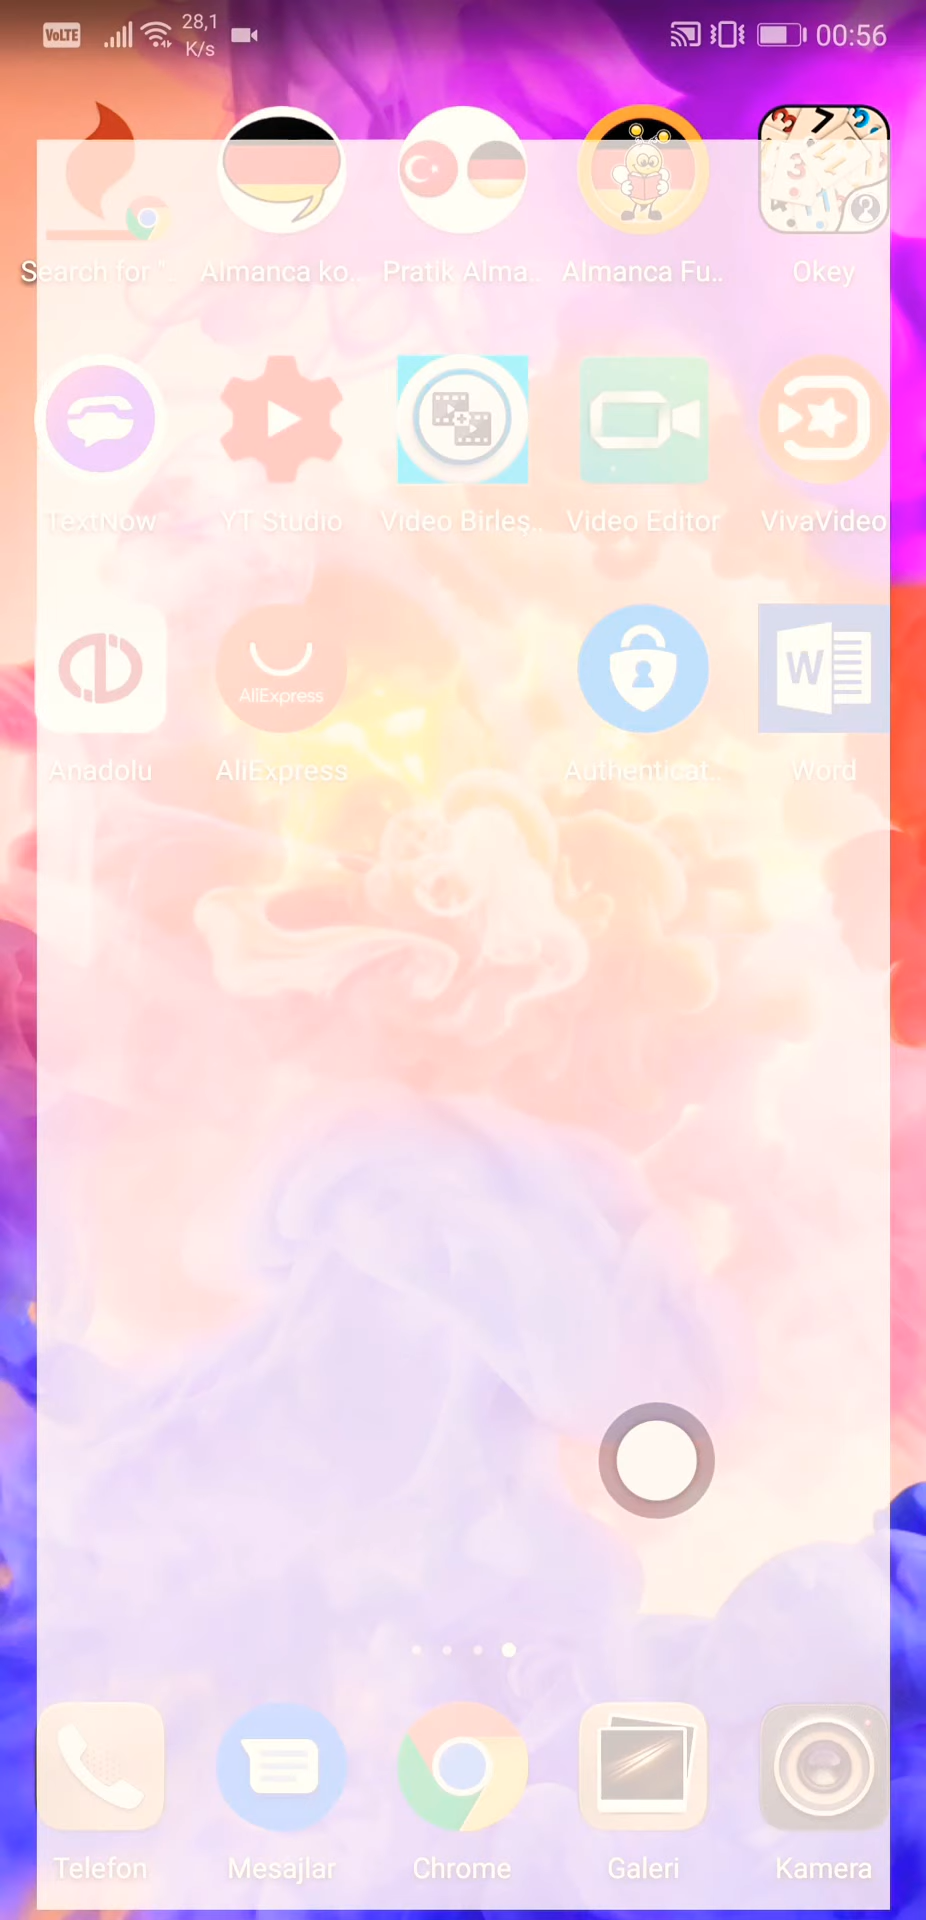 VoLTE 28,1 K/s 00:56
Search for "..
Almanca ko..
Pratik Alma..
Almanca Fu..
Okey
TextNow
YT Studio
Video Birleş..
Video Editor
VivaVideo
AliExpress
W
Anadolu
AliExpress
Authenticat..
Word
Telefon
Mesajlar
Chrome
Galeri
Kamera